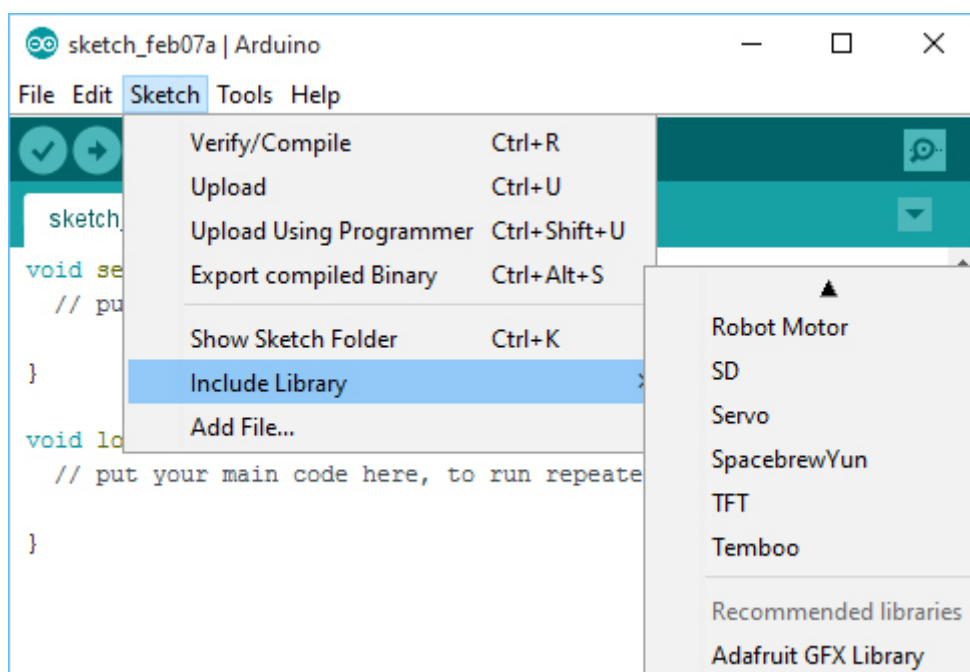 sketch_feb07a | Arduino
File Edit Sketch Tools Help
Verify/Compile Ctrl+R
Upload Ctrl+U
Upload Using Programmer Ctrl+Shift+U
Export compiled Binary Ctrl+Alt+S
Show Sketch Folder Ctrl+K
Include Library
Add File...
sketch_
void se
// pu
}
void lo
// put your main code here, to run repeate
}
Robot Motor
SD
Servo
SpacebrewYun
TFT
Temboo
Recommended libraries
Adafruit GFX Library